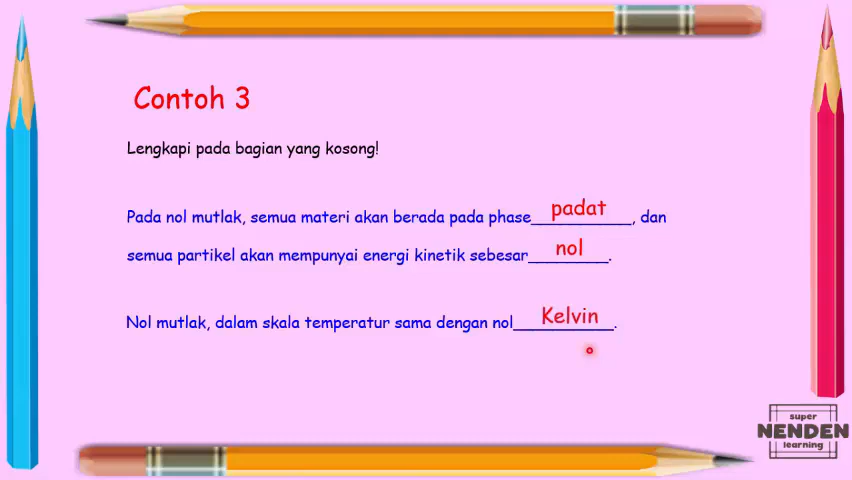 Contoh 3
Lengkapi pada bagian yang kosong!
Pada nol mutlak, semua materi akan berada pada phase padat, dan
semua partikel akan mempunyai energi kinetik sebesar nol.
Nol mutlak, dalam skala temperatur sama dengan nol Kelvin.
super
NENDEN
learning